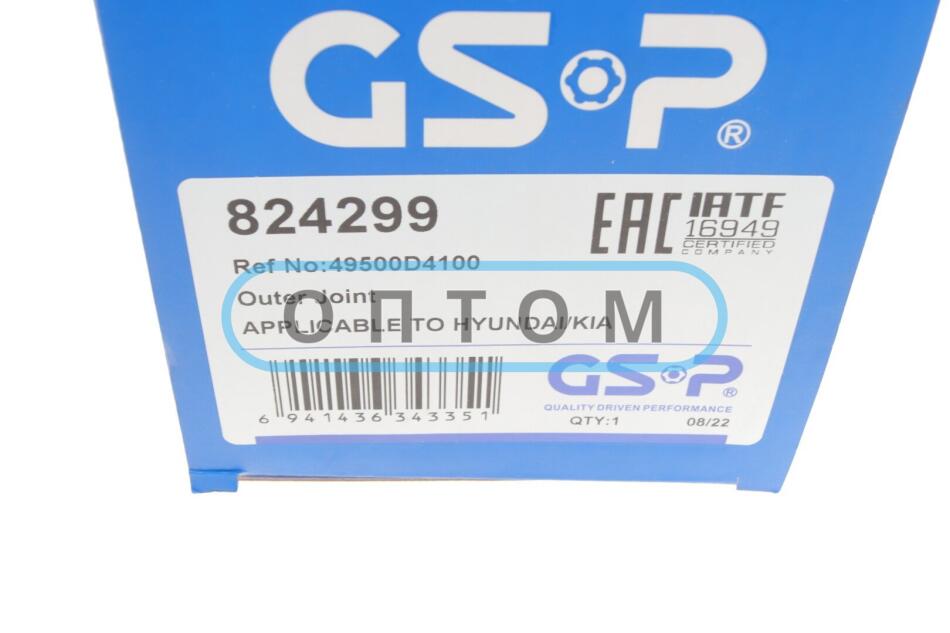 GSP®
824299
EAC
IATF
16949
CERTIFIED
COMPANY
Ref No:49500D4100
Outer Joint
ОПТОМ
APPLICABLE TO HYUNDAI/KIA
GSP®
6 941436 343351
QUALITY DRIVEN PERFORMANCE
QTY:1 08/22